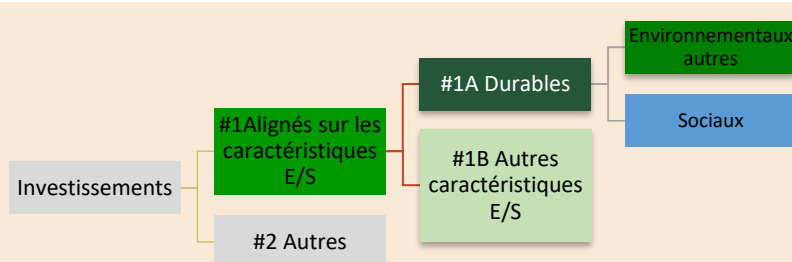 Investissements
#1Alignés sur les
caractéristiques
E/S
#2 Autres
#1A Durables
#1B Autres
caractéristiques
E/S
Environnementaux
autres
Sociaux